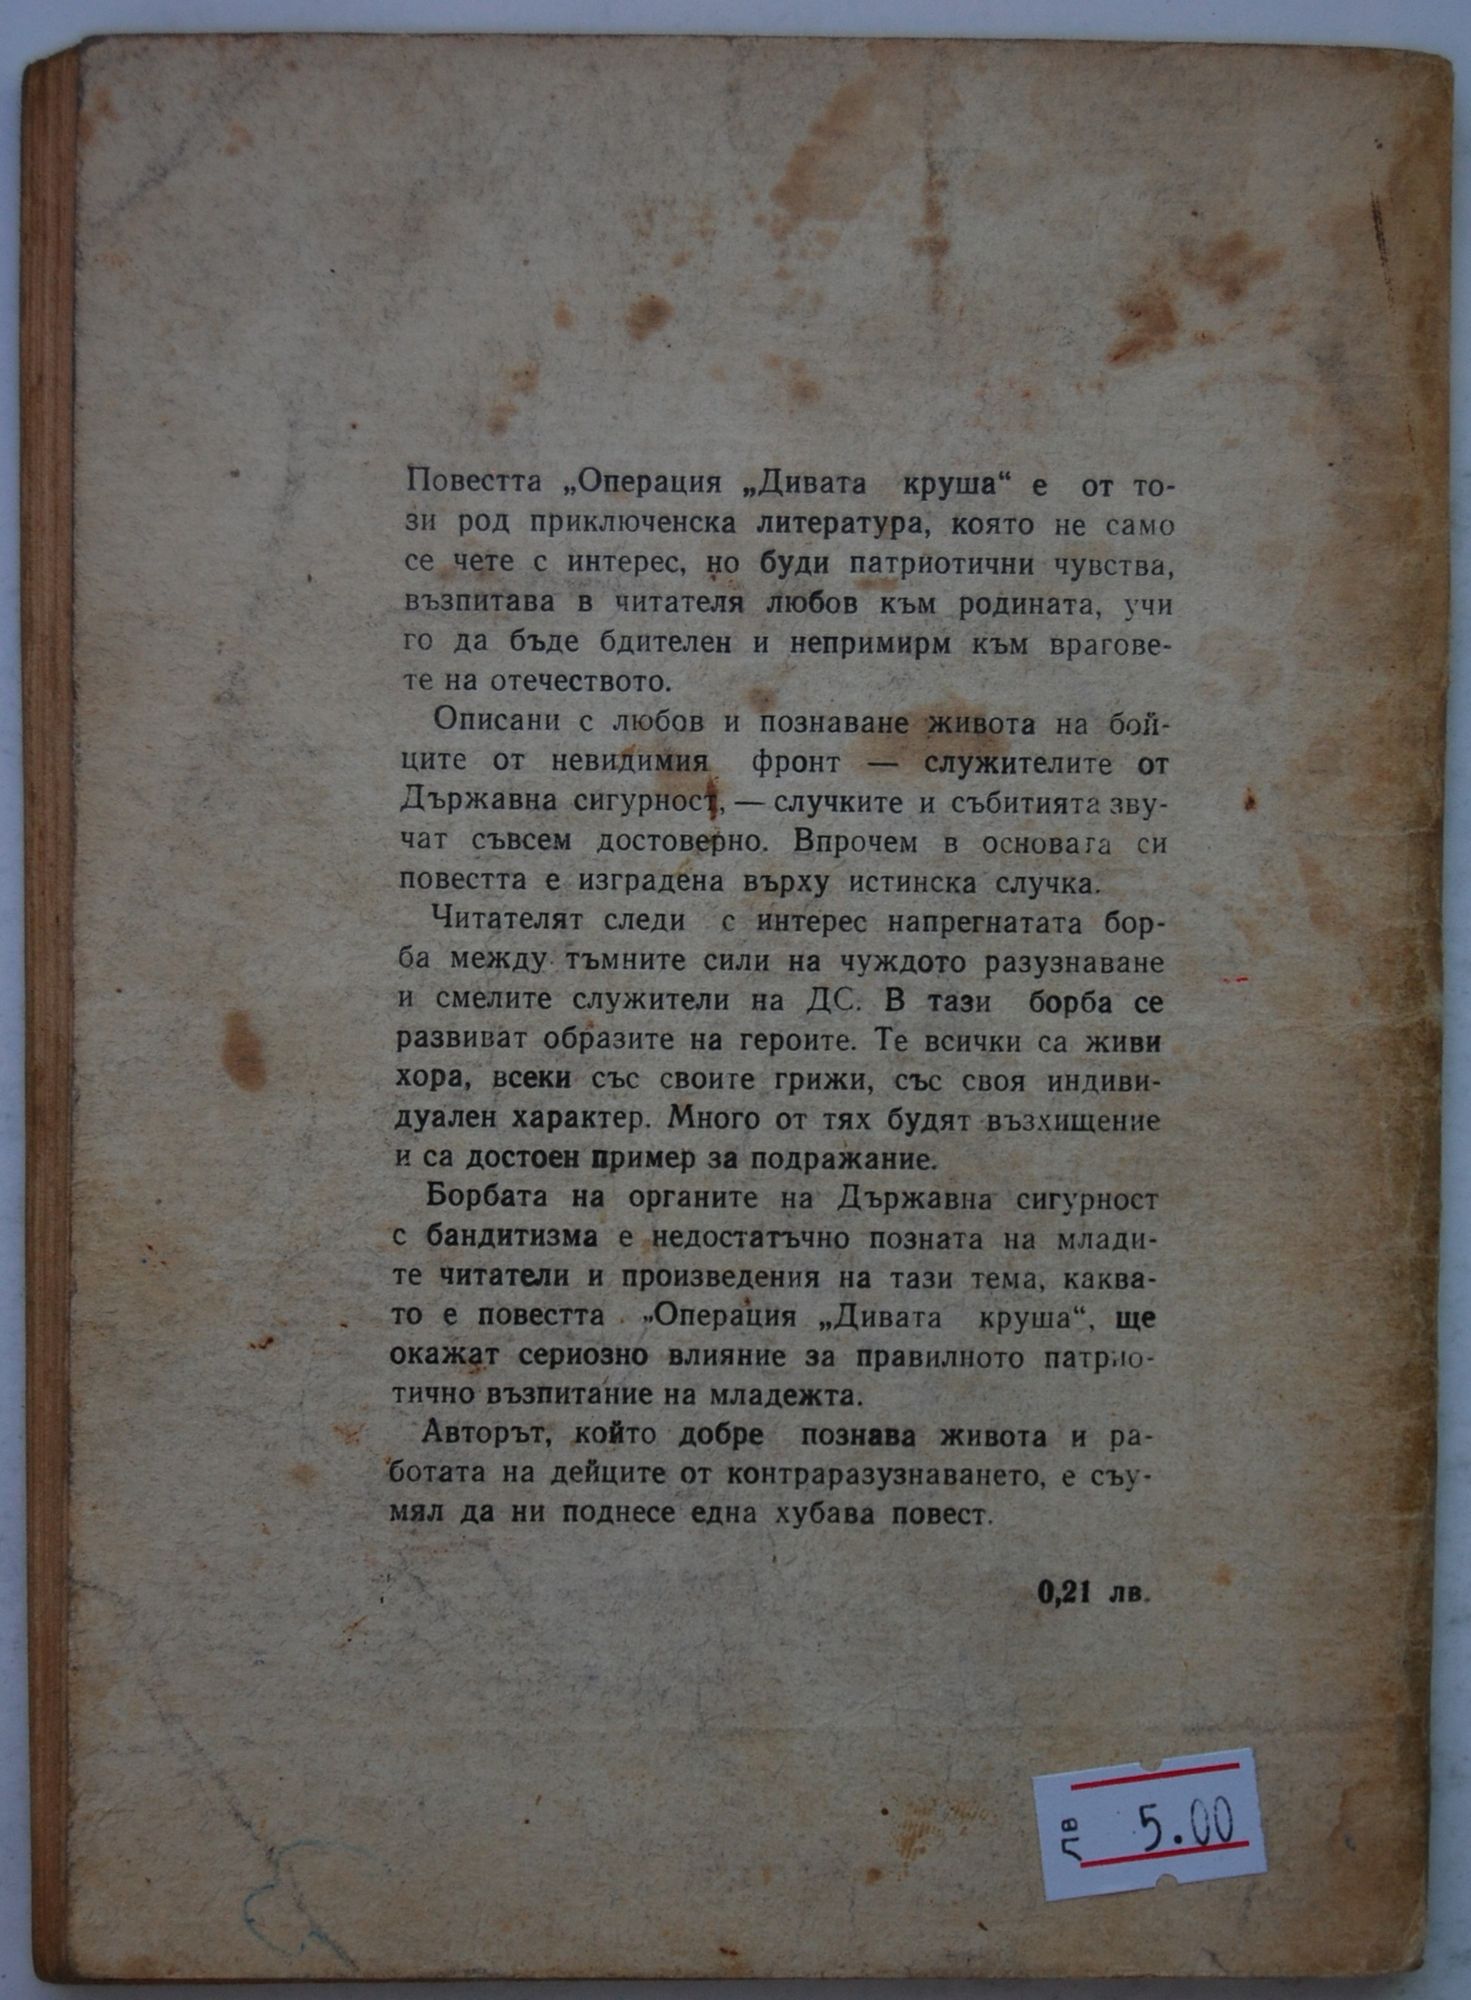 Повестта „Операция „Дивата круша“ е от то-
зи род приключенска литература, която не само
се чете с интерес, но буди патриотични чувства,
възпитава в читателя любов към родината, учи
го да бъде бдителен и непримирм към врагове-
те на отечеството.
Описани с любов и познаване живота на бой-
ците от невидимия фронт — служителите от
Държавна сигурност, — случките и събитията зву-
чат съвсем достоверно. Впрочем в основата си
повестта е изградена върху истинска случка.
Читателят следи с интерес напрегнатата бор-
ба между тъмните сили на чуждото разузнаване
и смелите служители на ДС. В тази борба се
развиват образите на героите. Те всички са живи
хора, всеки със своите грижи, със своя индиви-
дуален характер. Много от тях будят възхищение
и са достоен пример за подражание.
Борбата на органите на Държавна сигурност
с бандитизма е недостатъчно позната на млади-
те читатели и произведения на тази тема, каква-
то е повестта „Операция „Дивата круша“, ще
окажат сериозно влияние за правилното патрио-
тично възпитание на младежта.
Авторът, който добре познава живота и ра-
ботата на дейците от контраразузнаването, е съу-
мял да ни поднесе една хубава повест.
0,21 лв.
лв 5.00